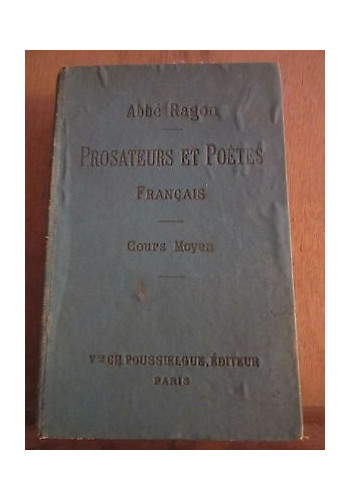 Abbé Ragon
PROSATEURS ET POÈTES
FRANÇAIS
Cours Moyen
Vve CH. POUSSIELGUE, ÉDITEUR
PARIS